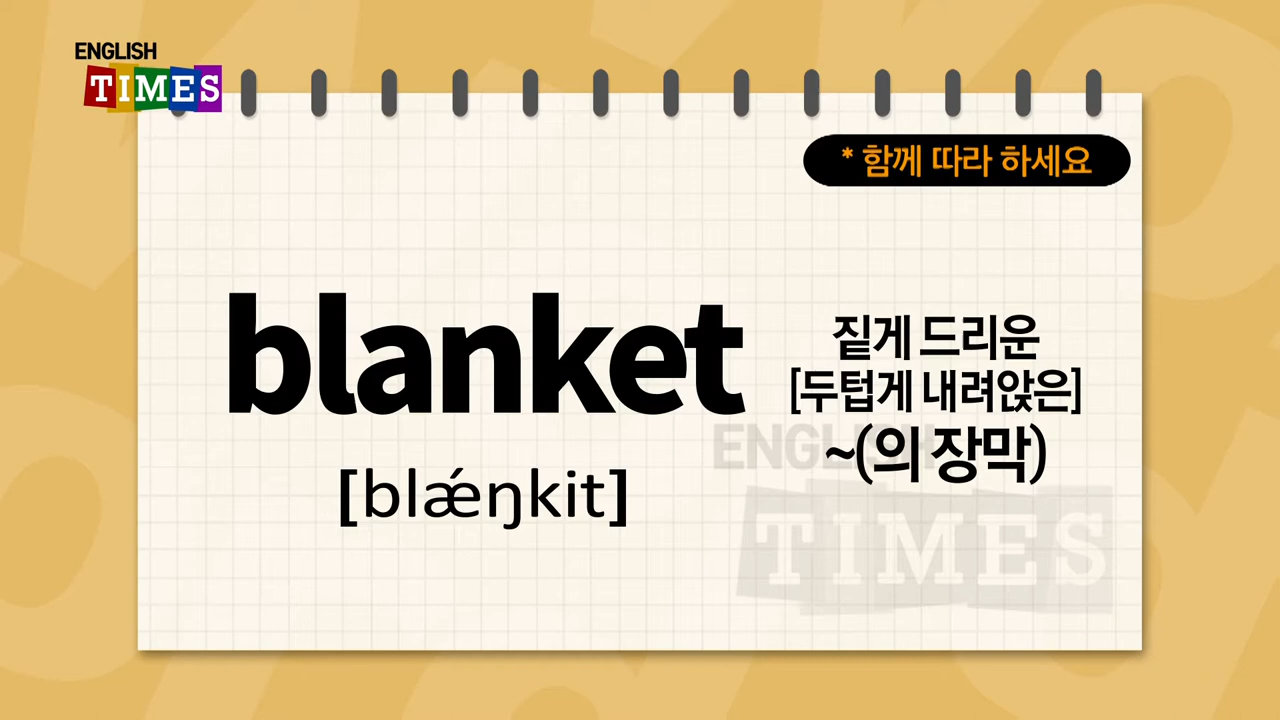 ENGLISH
TIMES
* 함께 따라 하세요
blanket
[blǽŋkit]
짙게 드리운
[두텁게 내려앉은]
~(의 장막)
ENGLISH
TIMES